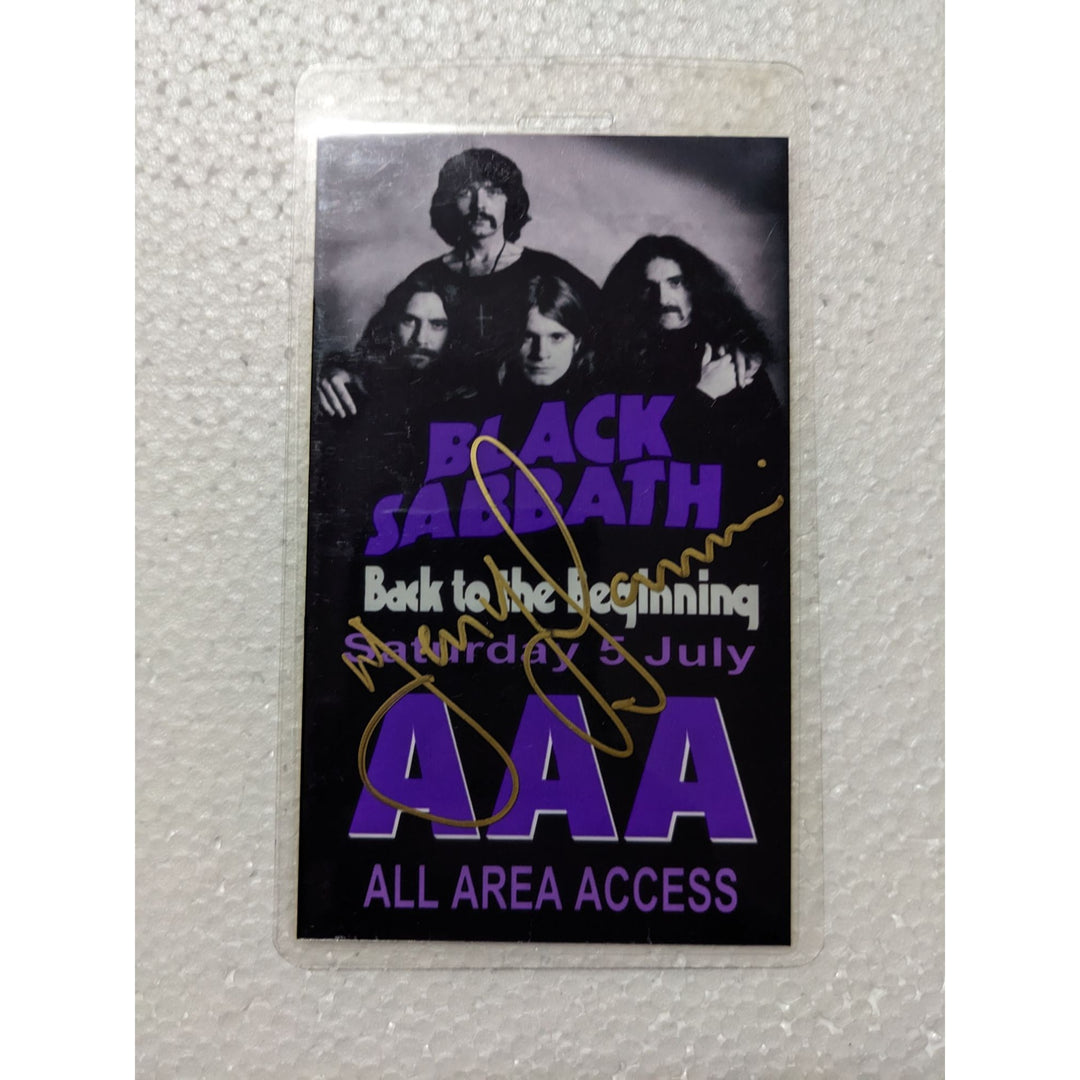 BLACK
SABBATH
Back to the Beginning
Saturday 5 July
AAA
ALL AREA ACCESS